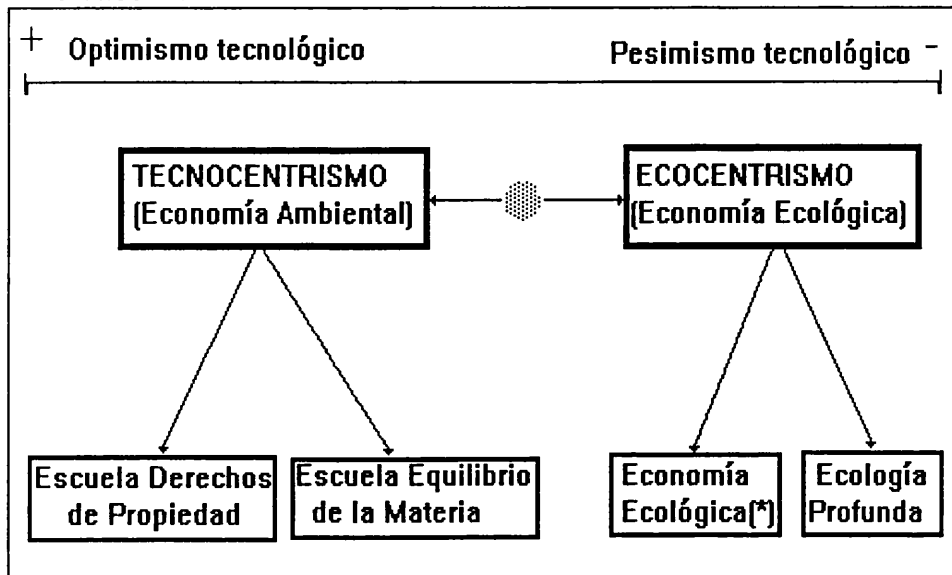 + Optimismo tecnológico Pesimismo tecnológico -
TECNOCENTRISMO
(Economía Ambiental)
ECOCENTRISMO
(Economía Ecológica)
Escuela Derechos
de Propiedad
Escuela Equilibrio
de la Materia
Economía
Ecológica(*)
Ecología
Profunda